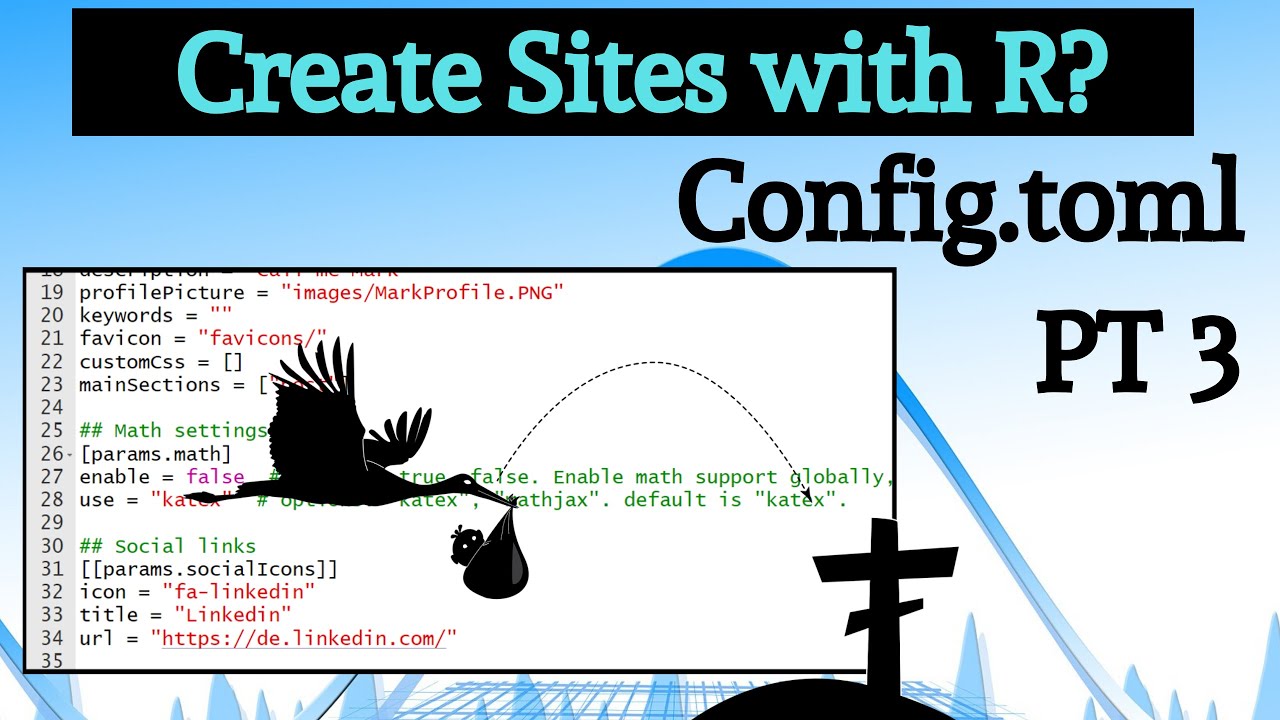 Create Sites with R?
Config.toml
PT 3
18 description = "Call me Mark"
19 profilePicture = "images/MarkProfile.PNG"
20 keywords = ""
21 favicon = "favicons/"
22 customCss = []
23 mainSections = ["
24
25 ## Math settings
26 [params.math]
27 enable = false # true, false. Enable math support globally,
28 use = "katex" # options: "katex", "mathjax". default is "katex".
29
30 ## Social links
31 [[params.socialIcons]]
32 icon = "fa-linkedin"
33 title = "Linkedin"
34 url = "https://de.linkedin.com/"
35